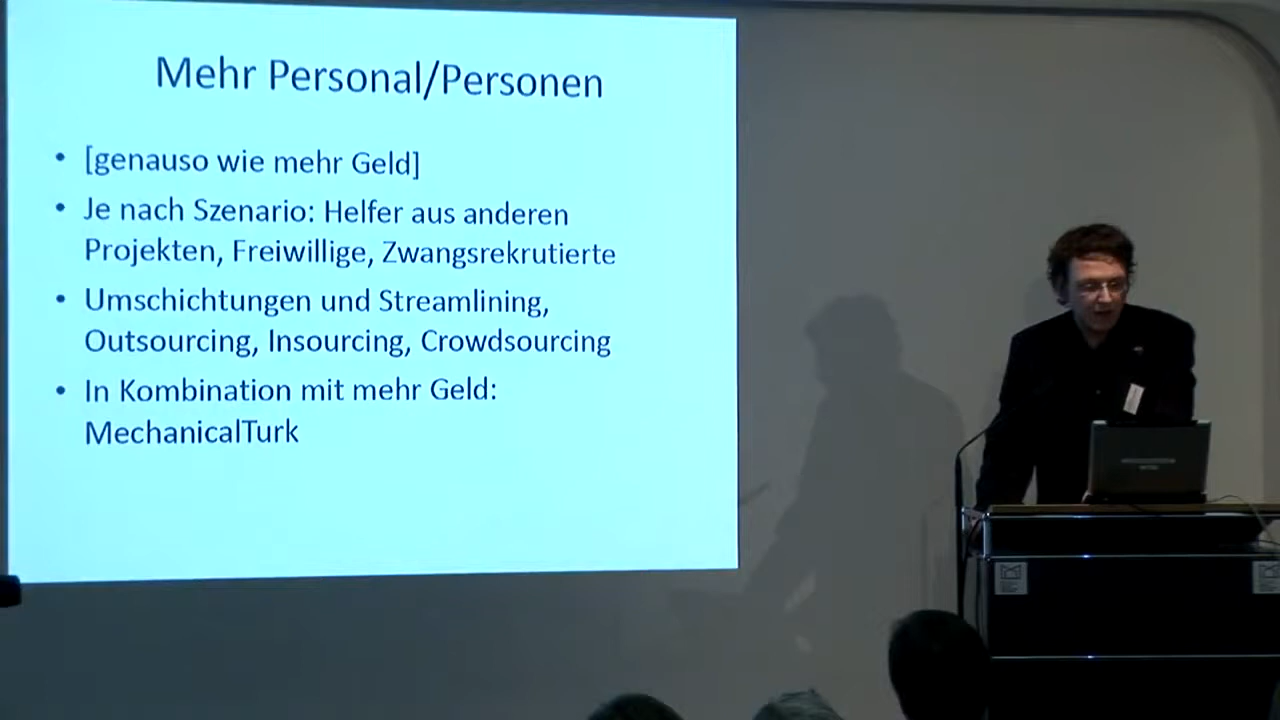 Mehr Personal/Personen
• [genauso wie mehr Geld]
• Je nach Szenario: Helfer aus anderen
Projekten, Freiwillige, Zwangsrekrutierte
• Umschichtungen und Streamlining,
Outsourcing, Insourcing, Crowdsourcing
• In Kombination mit mehr Geld:
MechanicalTurk